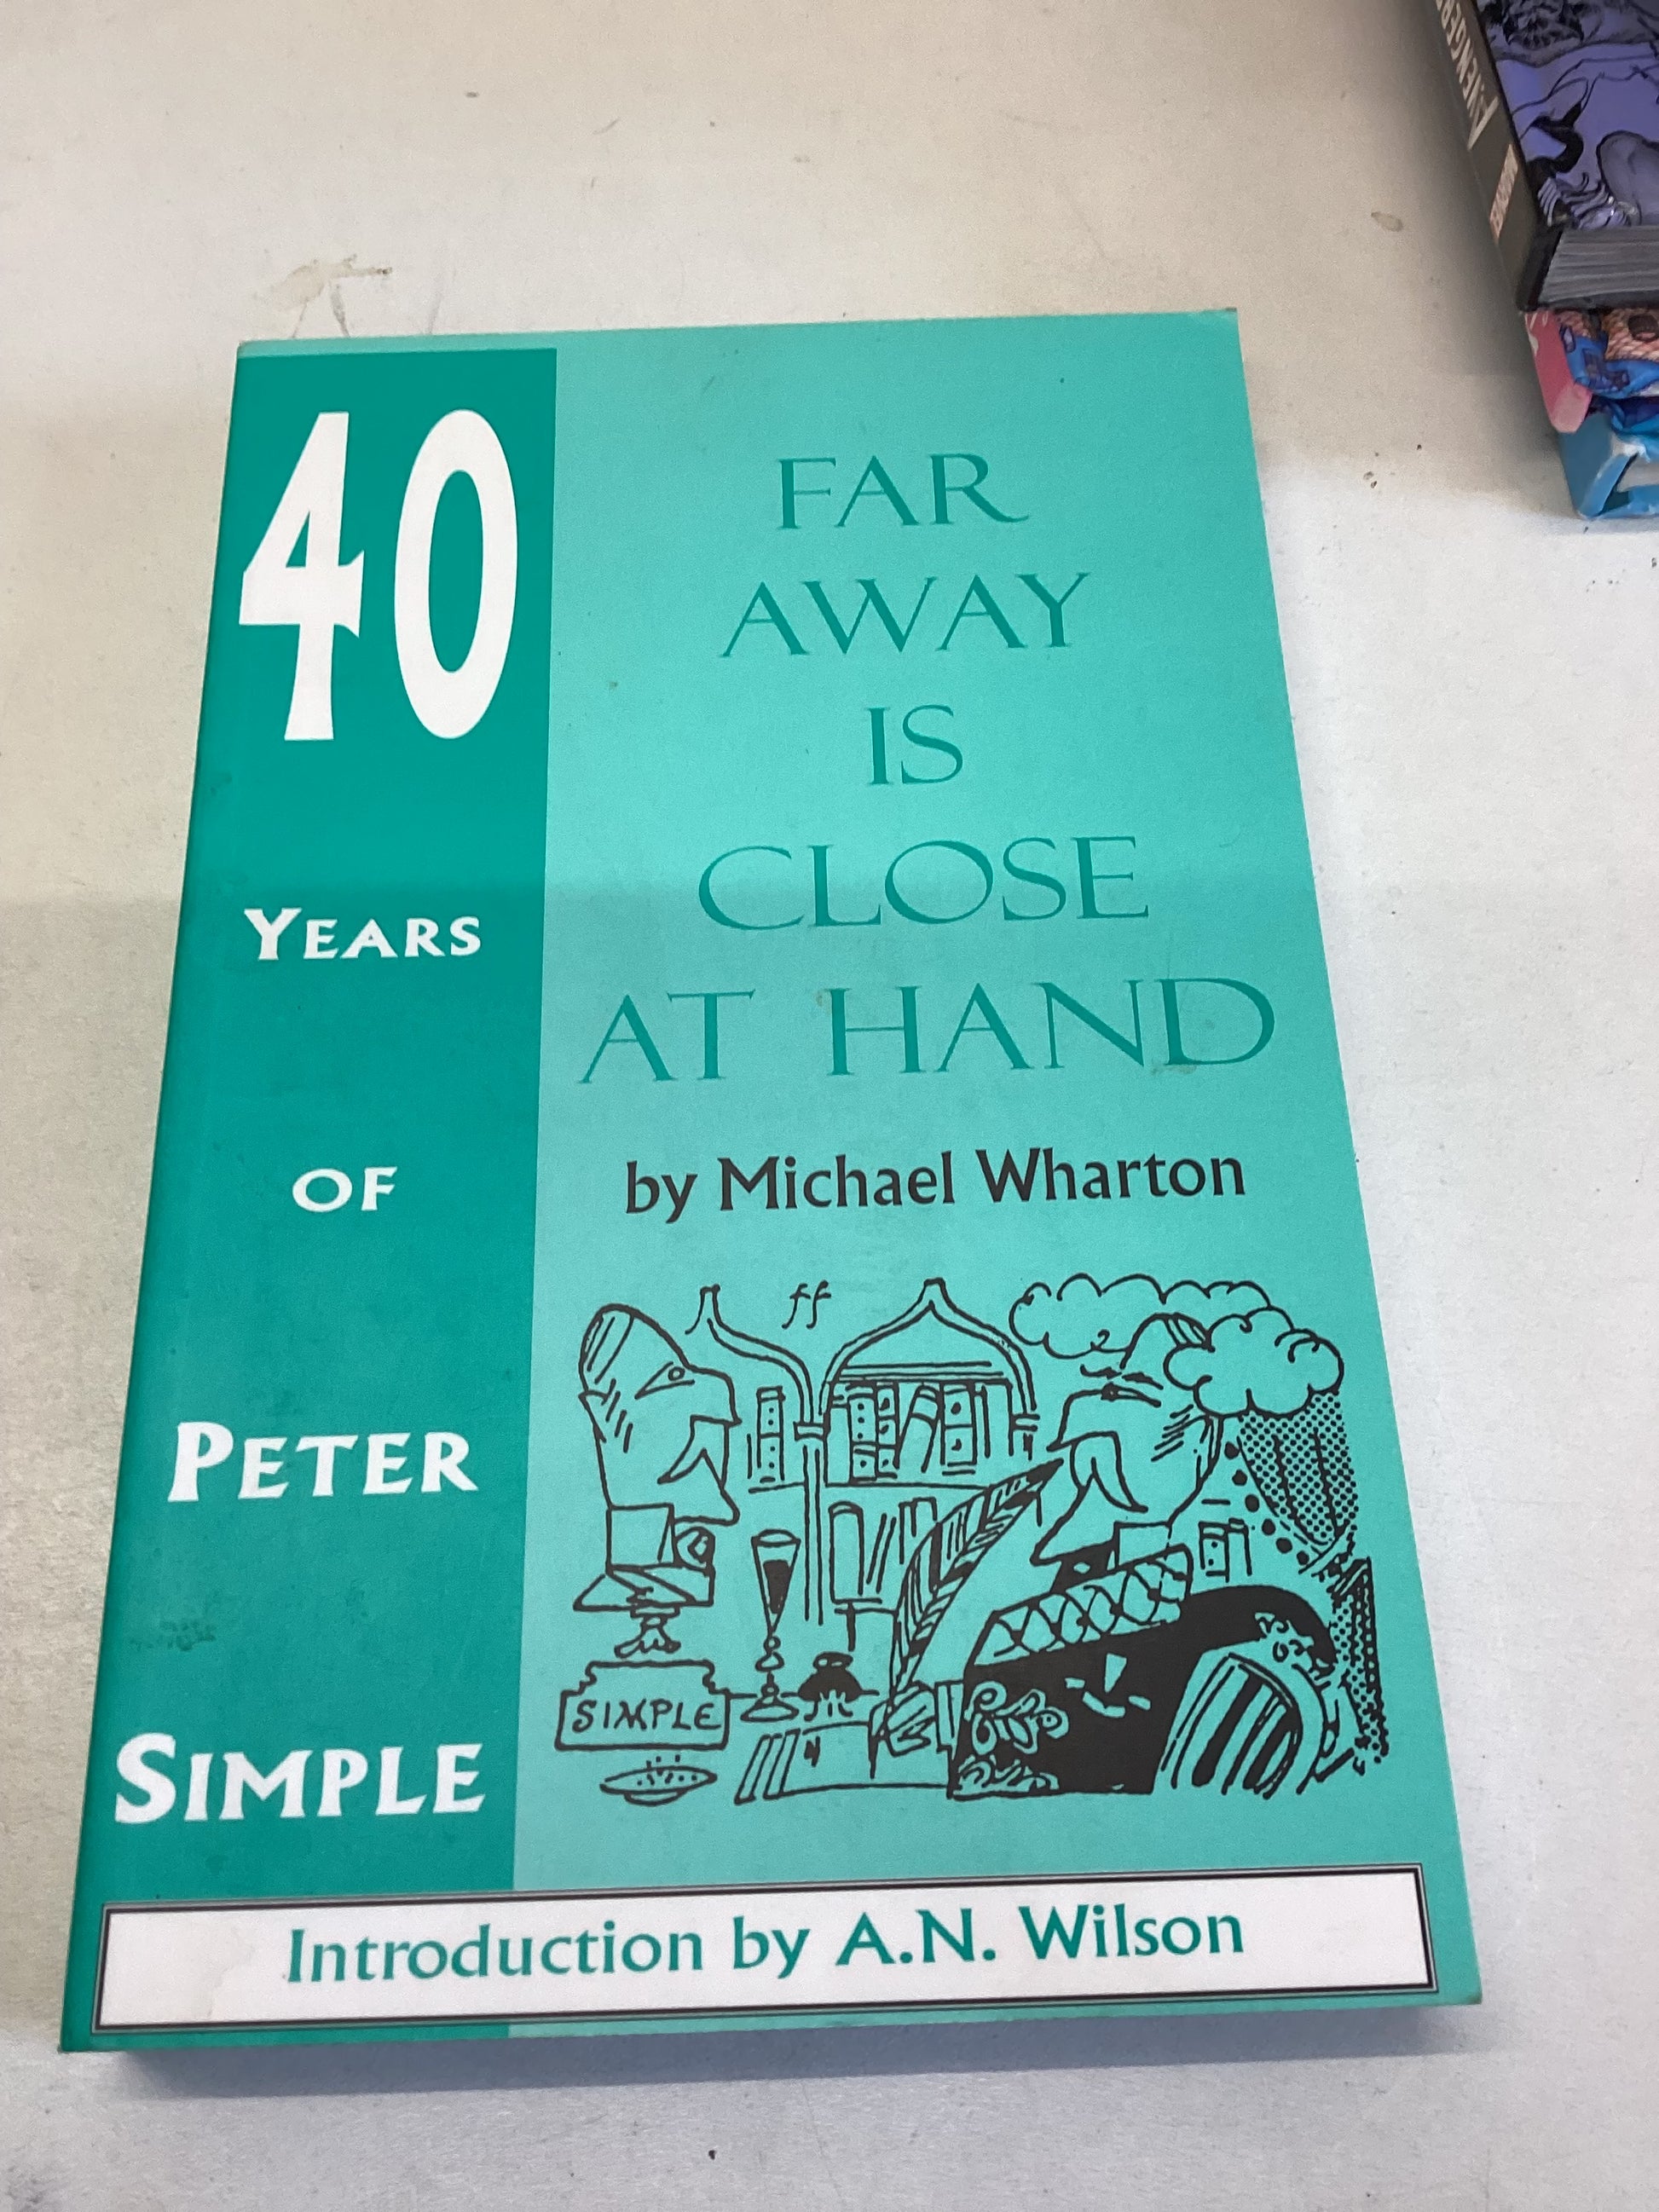 40
YEARS
OF
PETER
SIMPLE
FAR
AWAY
IS
CLOSE
AT HAND
by Michael Wharton
ff
SIMPLE
Introduction by A.N. Wilson
AVENGERS